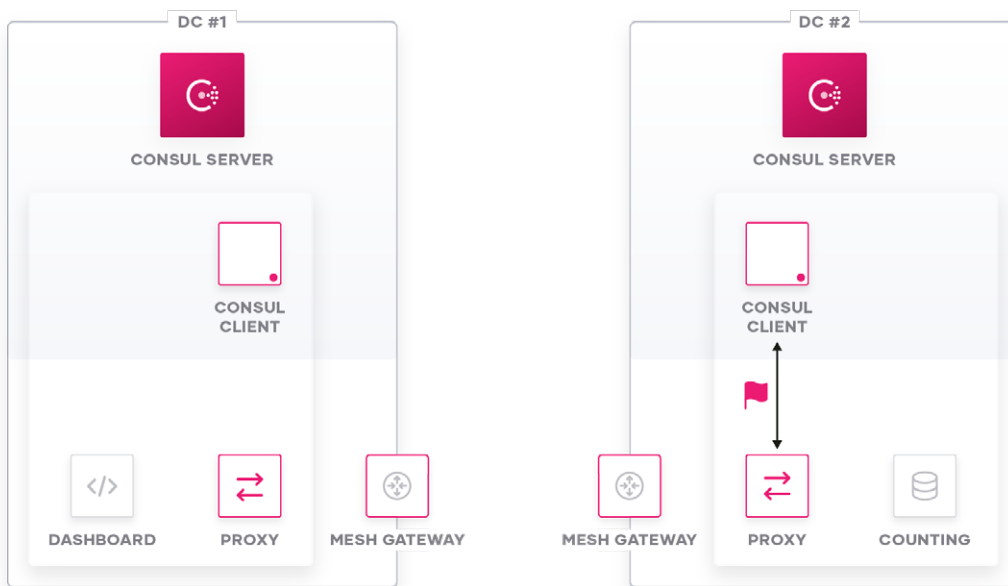 DC #1
CONSUL SERVER
CONSUL
CLIENT
DASHBOARD
PROXY
MESH GATEWAY
DC #2
CONSUL SERVER
CONSUL
CLIENT
MESH GATEWAY
PROXY
COUNTING